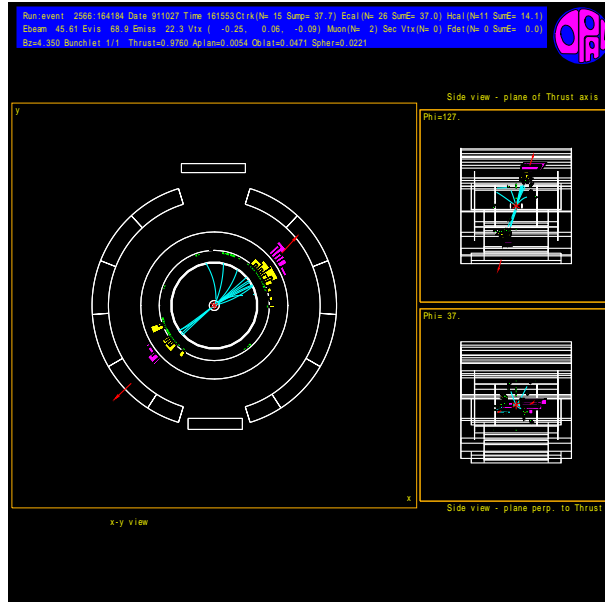 Run:event 2566:164184 Date 911027 Time 161553 Ctrk(N= 15 Sump= 37.7) Ecal(N= 26 SumE= 37.0) Hcal(N=11 SumE= 14.1)
Ebeam 45.61 Evis 68.9 Emiss 22.3 Vtx ( -0.25, 0.06, -0.09) Muon(N= 2) Sec Vtx(N= 0) Fdet(N= 0 SumE= 0.0)
Bz=4.350 Bunchlet 1/1 Thrust=0.9760 Aplan=0.0054 Oblat=0.0471 Spher=0.0221
OPAL
Side view - plane of Thrust axis
y
Phi=127.
Phi= 37.
x
x-y view
Side view - plane perp. to Thrust